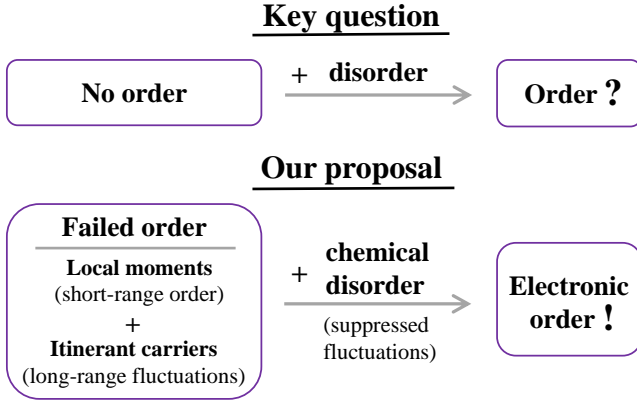 Key question
No order
+ disorder
Order ?
Our proposal
Failed order
Local moments
(short-range order)
+
Itinerant carriers
(long-range fluctuations)
+ chemical
disorder
(suppressed
fluctuations)
Electronic
order !